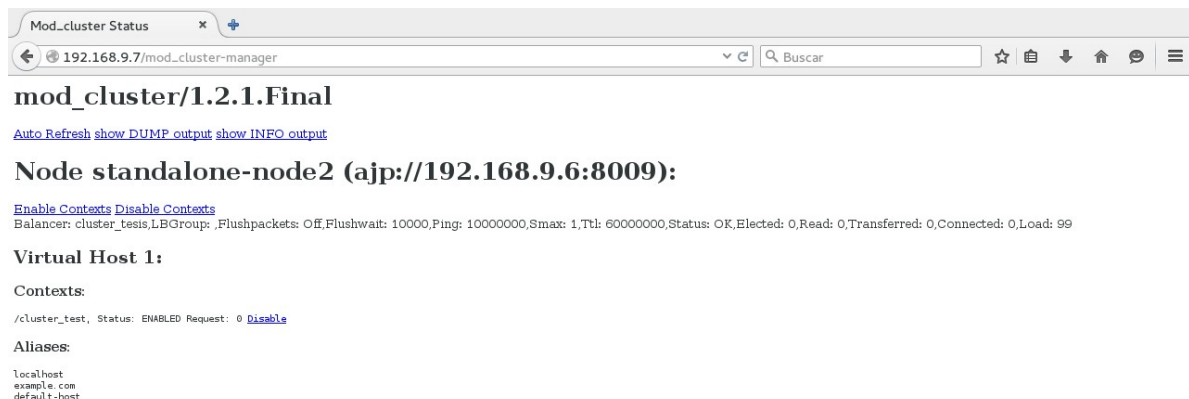 Mod_cluster Status
192.168.9.7/mod_cluster-manager
Buscar
mod_cluster/1.2.1.Final
Auto Refresh show DUMP output show INFO output
Node standalone-node2 (ajp://192.168.9.6:8009):
Enable Contexts Disable Contexts
Balancer: cluster_tesis,LBGroup: ,Flushpackets: Off,Flushwait: 10000,Ping: 10000000,Smax: 1,Ttl: 60000000,Status: OK,Elected: 0,Read: 0,Transferred: 0,Connected: 0,Load: 99
Virtual Host 1:
Contexts:
/cluster_test, Status: ENABLED Request: 0 Disable
Aliases:
localhost
example.com
default-host